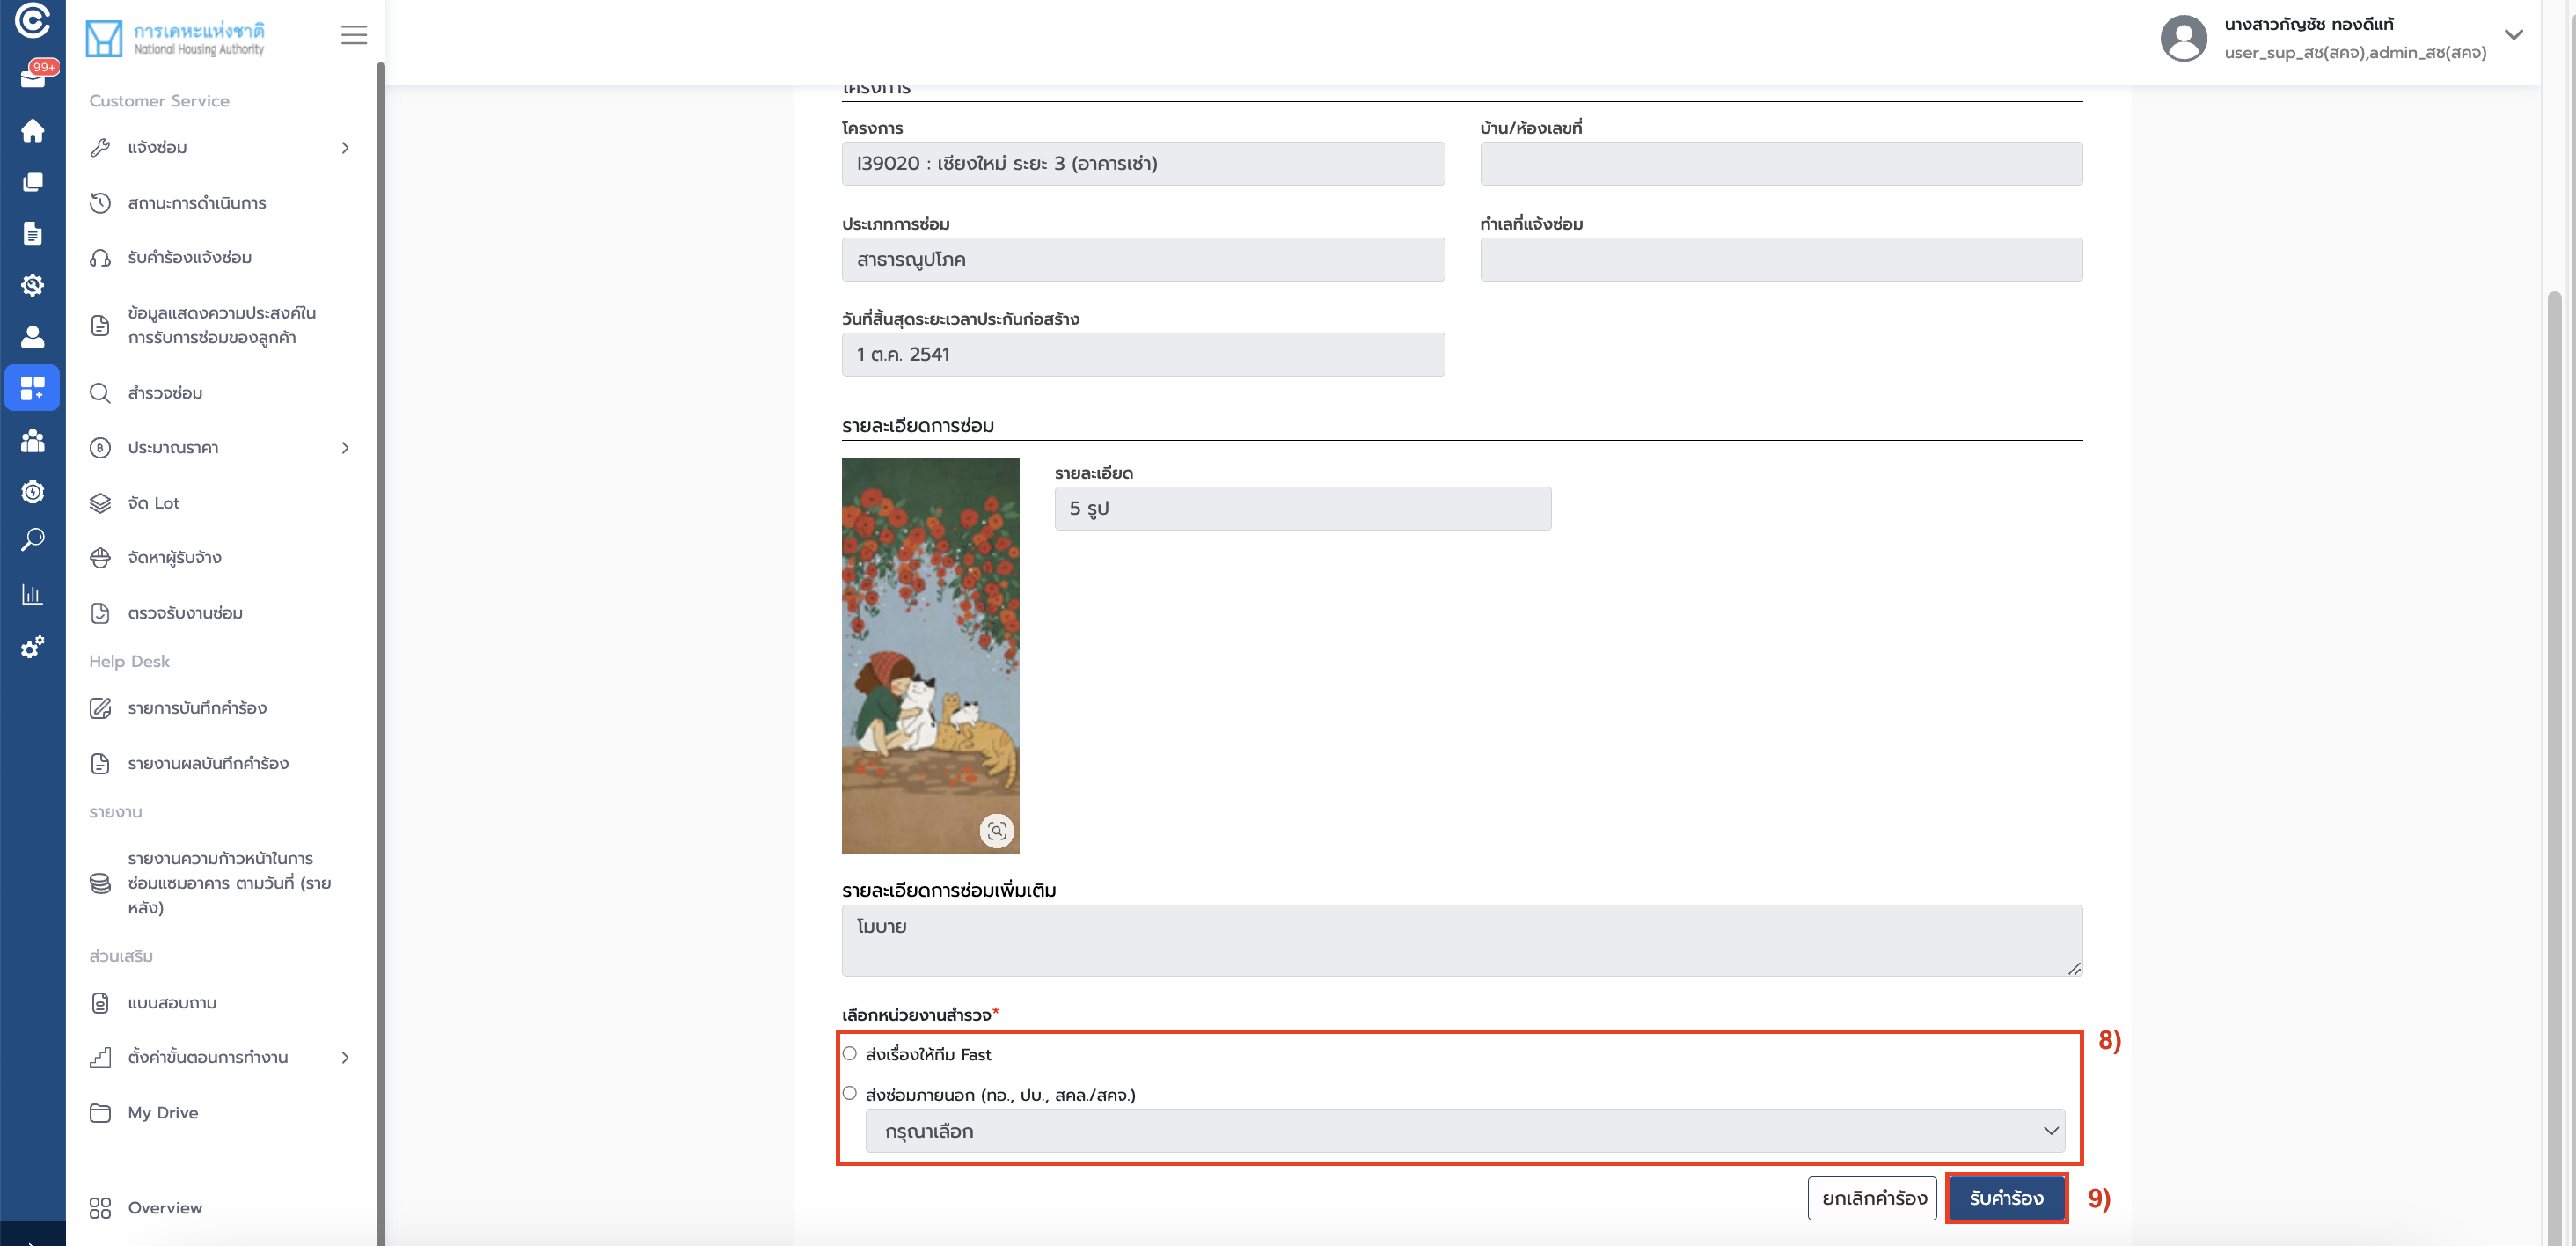 99+
การเคหะแห่งชาติ
National Housing Authority
นางสาวกัญชัช ทองดีแท้
user_sup_สช(สคจ),admin_สช(สคจ)
Customer Service
แจ้งซ่อม
สถานะการดำเนินการ
รับคำร้องแจ้งซ่อม
ข้อมูลแสดงความประสงค์ใน
การรับการซ่อมของลูกค้า
สำรวจซ่อม
ประมาณราคา
จัด Lot
จัดหาผู้รับจ้าง
ตรวจรับงานซ่อม
Help Desk
รายการบันทึกคำร้อง
รายงานผลบันทึกคำร้อง
รายงาน
รายงานความก้าวหน้าในการ
ซ่อมแซมอาคาร ตามวันที่ (ราย
หลัง)
ส่วนเสริม
แบบสอบถาม
ตั้งค่าขั้นตอนการทำงาน
My Drive
Overview
โครงการ
โครงการ
I39020 : เชียงใหม่ ระยะ 3 (อาคารเช่า)
บ้าน/ห้องเลขที่
ประเภทการซ่อม
สาธารณูปโภค
ทำเลที่แจ้งซ่อม
วันที่สิ้นสุดระยะเวลาประกันก่อสร้าง
1 ต.ค. 2541
รายละเอียดการซ่อม
รายละเอียด
5 รูป
รายละเอียดการซ่อมเพิ่มเติม
โมบาย
เลือกหน่วยงานสำรวจ*
ส่งเรื่องให้ทีม Fast
8)
ส่งซ่อมภายนอก (ทอ., ปบ., สคล./สคจ.)
กรุณาเลือก
ยกเลิกคำร้อง
รับคำร้อง
9)